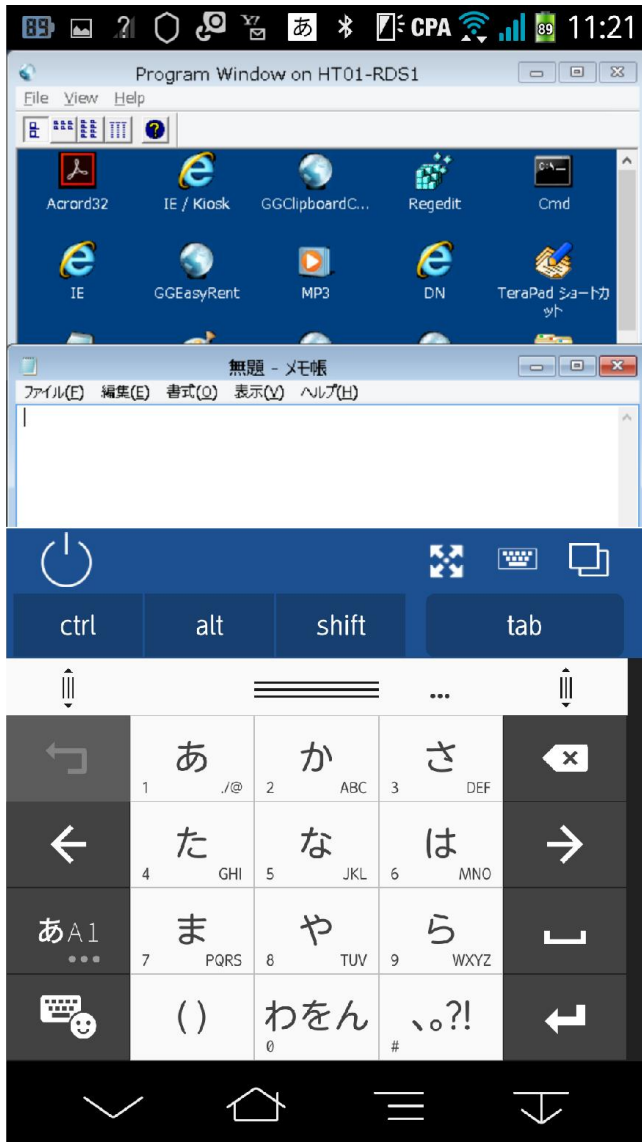 89 あ CPA 89 11:21
Program Window on HT01-RDS1
File View Help
Acrord32 IE / Kiosk GGClipboardC... Regedit Cmd
IE GGEasyRent MP3 DN TeraPad ショートカ
ット
無題 - メモ帳
ファイル(F) 編集(E) 書式(O) 表示(V) ヘルプ(H)
ctrl alt shift tab
...
あ か さ
1 ./@ 2 ABC 3 DEF
た な は
4 GHI 5 JKL 6 MNO
あA1 ま や ら
7 PQRS 8 TUV 9 WXYZ
( ) わをん 、。?!
0 #